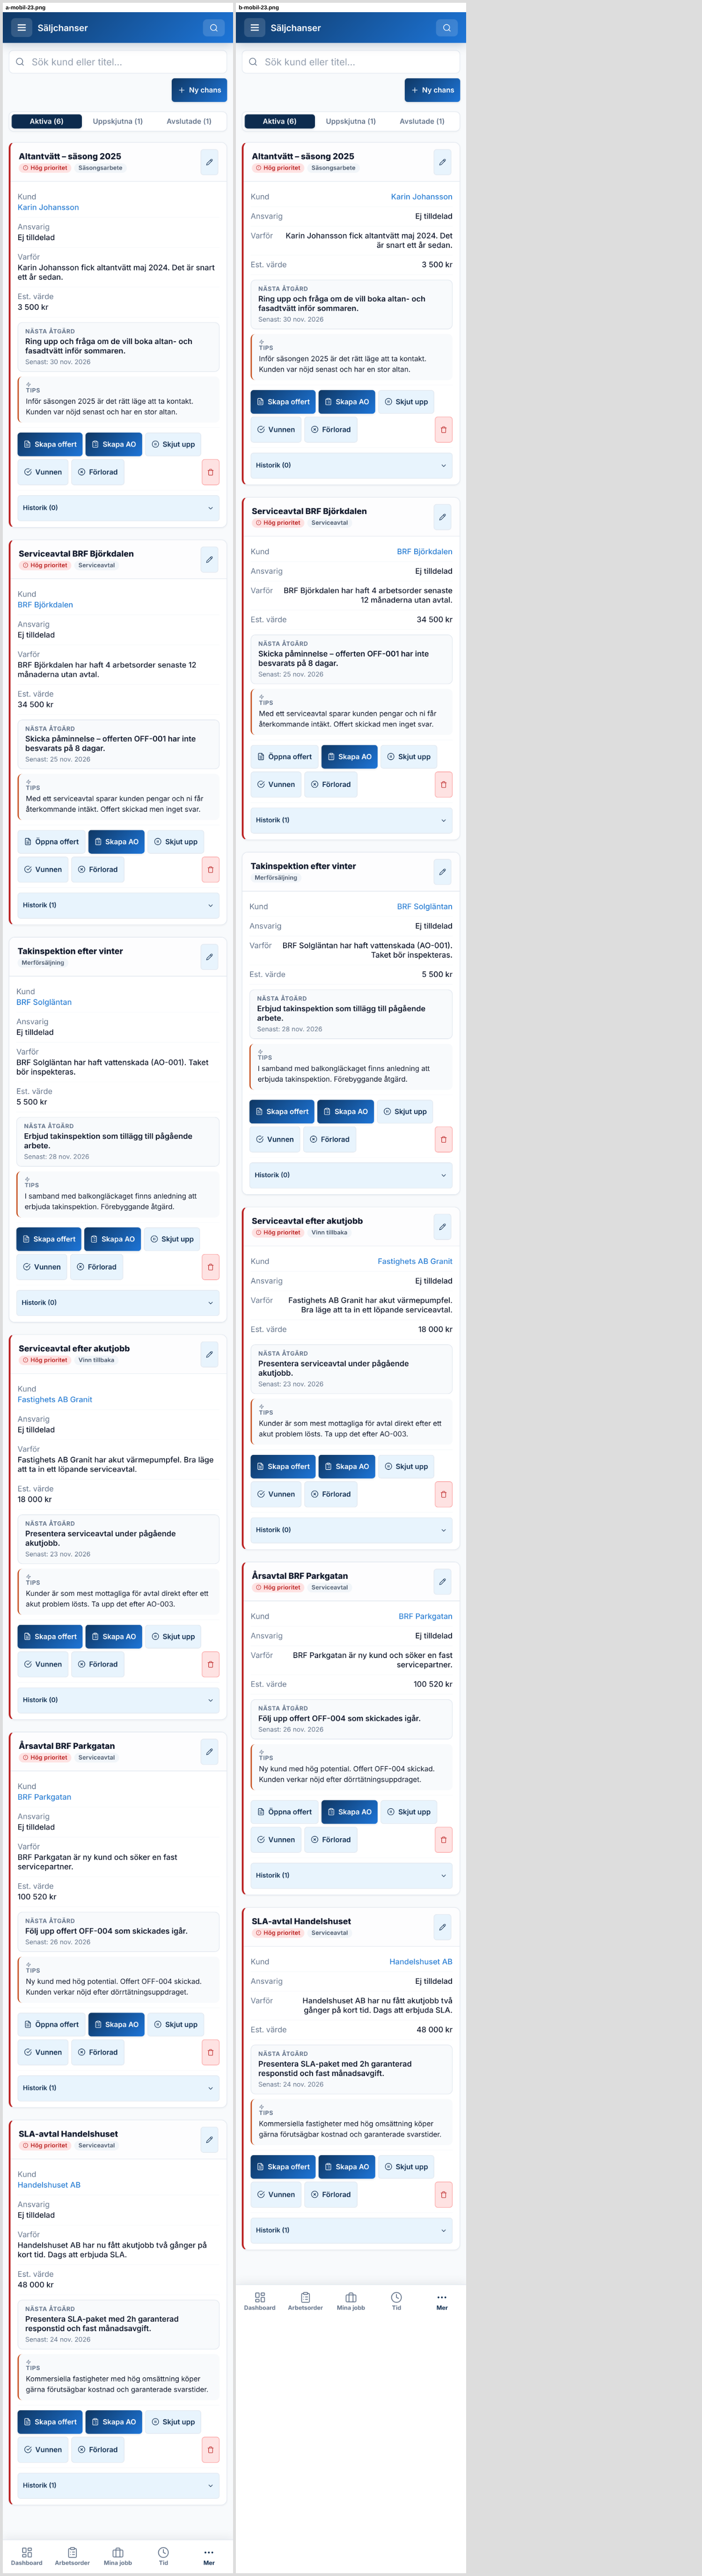 a-mobil-23.png
Säljchanser
Sök kund eller titel...
Ny chans
Aktiva (6) Uppskjutna (1) Avslutade (1)
Altantvätt – säsong 2025
Hög prioritet Säsongsarbete
Kund
Karin Johansson
Ansvarig
Ej tilldelad
Varför
Karin Johansson fick altantvätt maj 2024. Det är snart
ett år sedan.
Est. värde
3 500 kr
NÄSTA ÅTGÄRD
Ring upp och fråga om de vill boka altan- och
fasadtvätt inför sommaren.
Senast: 30 nov. 2026
TIPS
Inför säsongen 2025 är det rätt läge att ta kontakt.
Kunden var nöjd senast och har en stor altan.
Skapa offert Skapa AO Skjut upp
Vunnen Förlorad
Historik (0)
Serviceavtal BRF Björkdalen
Hög prioritet Serviceavtal
Kund
BRF Björkdalen
Ansvarig
Ej tilldelad
Varför
BRF Björkdalen har haft 4 arbetsorder senaste 12
månaderna utan avtal.
Est. värde
34 500 kr
NÄSTA ÅTGÄRD
Skicka påminnelse – offerten OFF-001 har inte
besvarats på 8 dagar.
Senast: 25 nov. 2026
TIPS
Med ett serviceavtal sparar kunden pengar och ni får
återkommande intäkt. Offert skickad men inget svar.
Öppna offert Skapa AO Skjut upp
Vunnen Förlorad
Historik (1)
Takinspektion efter vinter
Merförsäljning
Kund
BRF Solgläntan
Ansvarig
Ej tilldelad
Varför
BRF Solgläntan har haft vattenskada (AO-001). Taket
bör inspekteras.
Est. värde
5 500 kr
NÄSTA ÅTGÄRD
Erbjud takinspektion som tillägg till pågående
arbete.
Senast: 28 nov. 2026
TIPS
I samband med balkongläckaget finns anledning att
erbjuda takinspektion. Förebyggande åtgärd.
Skapa offert Skapa AO Skjut upp
Vunnen Förlorad
Historik (0)
Serviceavtal efter akutjobb
Hög prioritet Vinn tillbaka
Kund
Fastighets AB Granit
Ansvarig
Ej tilldelad
Varför
Fastighets AB Granit har akut värmepumpfel. Bra läge
att ta in ett löpande serviceavtal.
Est. värde
18 000 kr
NÄSTA ÅTGÄRD
Presentera serviceavtal under pågående
akutjobb.
Senast: 23 nov. 2026
TIPS
Kunder är som mest mottagliga för avtal direkt efter ett
akut problem lösts. Ta upp det efter AO-003.
Skapa offert Skapa AO Skjut upp
Vunnen Förlorad
Historik (0)
Årsavtal BRF Parkgatan
Hög prioritet Serviceavtal
Kund
BRF Parkgatan
Ansvarig
Ej tilldelad
Varför
BRF Parkgatan är ny kund och söker en fast
servicepartner.
Est. värde
100 520 kr
NÄSTA ÅTGÄRD
Följ upp offert OFF-004 som skickades igår.
Senast: 26 nov. 2026
TIPS
Ny kund med hög potential. Offert OFF-004 skickad.
Kunden verkar nöjd efter dörrtätningsuppdraget.
Öppna offert Skapa AO Skjut upp
Vunnen Förlorad
Historik (1)
SLA-avtal Handelshuset
Hög prioritet Serviceavtal
Kund
Handelshuset AB
Ansvarig
Ej tilldelad
Varför
Handelshuset AB har nu fått akutjobb två gånger på
kort tid. Dags att erbjuda SLA.
Est. värde
48 000 kr
NÄSTA ÅTGÄRD
Presentera SLA-paket med 2h garanterad
responstid och fast månadsavgift.
Senast: 24 nov. 2026
TIPS
Kommersiella fastigheter med hög omsättning köper
gärna förutsägbar kostnad och garanterade svarstider.
Skapa offert Skapa AO Skjut upp
Vunnen Förlorad
Historik (1)
Dashboard Arbetsorder Mina jobb Tid Mer
b-mobil-23.png
Säljchanser
Sök kund eller titel...
Ny chans
Aktiva (6) Uppskjutna (1) Avslutade (1)
Altantvätt – säsong 2025
Hög prioritet Säsongsarbete
Kund Karin Johansson
Ansvarig Ej tilldelad
Varför Karin Johansson fick altantvätt maj 2024. Det
är snart ett år sedan.
Est. värde 3 500 kr
NÄSTA ÅTGÄRD
Ring upp och fråga om de vill boka altan- och
fasadtvätt inför sommaren.
Senast: 30 nov. 2026
TIPS
Inför säsongen 2025 är det rätt läge att ta kontakt.
Kunden var nöjd senast och har en stor altan.
Skapa offert Skapa AO Skjut upp
Vunnen Förlorad
Historik (0)
Serviceavtal BRF Björkdalen
Hög prioritet Serviceavtal
Kund BRF Björkdalen
Ansvarig Ej tilldelad
Varför BRF Björkdalen har haft 4 arbetsorder senaste
12 månaderna utan avtal.
Est. värde 34 500 kr
NÄSTA ÅTGÄRD
Skicka påminnelse – offerten OFF-001 har inte
besvarats på 8 dagar.
Senast: 25 nov. 2026
TIPS
Med ett serviceavtal sparar kunden pengar och ni får
återkommande intäkt. Offert skickad men inget svar.
Öppna offert Skapa AO Skjut upp
Vunnen Förlorad
Historik (1)
Takinspektion efter vinter
Merförsäljning
Kund BRF Solgläntan
Ansvarig Ej tilldelad
Varför BRF Solgläntan har haft vattenskada (AO-001).
Taket bör inspekteras.
Est. värde 5 500 kr
NÄSTA ÅTGÄRD
Erbjud takinspektion som tillägg till pågående
arbete.
Senast: 28 nov. 2026
TIPS
I samband med balkongläckaget finns anledning att
erbjuda takinspektion. Förebyggande åtgärd.
Skapa offert Skapa AO Skjut upp
Vunnen Förlorad
Historik (0)
Serviceavtal efter akutjobb
Hög prioritet Vinn tillbaka
Kund Fastighets AB Granit
Ansvarig Ej tilldelad
Varför Fastighets AB Granit har akut värmepumpfel.
Bra läge att ta in ett löpande serviceavtal.
Est. värde 18 000 kr
NÄSTA ÅTGÄRD
Presentera serviceavtal under pågående
akutjobb.
Senast: 23 nov. 2026
TIPS
Kunder är som mest mottagliga för avtal direkt efter ett
akut problem lösts. Ta upp det efter AO-003.
Skapa offert Skapa AO Skjut upp
Vunnen Förlorad
Historik (0)
Årsavtal BRF Parkgatan
Hög prioritet Serviceavtal
Kund BRF Parkgatan
Ansvarig Ej tilldelad
Varför BRF Parkgatan är ny kund och söker en fast
servicepartner.
Est. värde 100 520 kr
NÄSTA ÅTGÄRD
Följ upp offert OFF-004 som skickades igår.
Senast: 26 nov. 2026
TIPS
Ny kund med hög potential. Offert OFF-004 skickad.
Kunden verkar nöjd efter dörrtätningsuppdraget.
Öppna offert Skapa AO Skjut upp
Vunnen Förlorad
Historik (1)
SLA-avtal Handelshuset
Hög prioritet Serviceavtal
Kund Handelshuset AB
Ansvarig Ej tilldelad
Varför Handelshuset AB har nu fått akutjobb två
gånger på kort tid. Dags att erbjuda SLA.
Est. värde 48 000 kr
NÄSTA ÅTGÄRD
Presentera SLA-paket med 2h garanterad
responstid och fast månadsavgift.
Senast: 24 nov. 2026
TIPS
Kommersiella fastigheter med hög omsättning köper
gärna förutsägbar kostnad och garanterade svarstider.
Skapa offert Skapa AO Skjut upp
Vunnen Förlorad
Historik (1)
Dashboard Arbetsorder Mina jobb Tid Mer